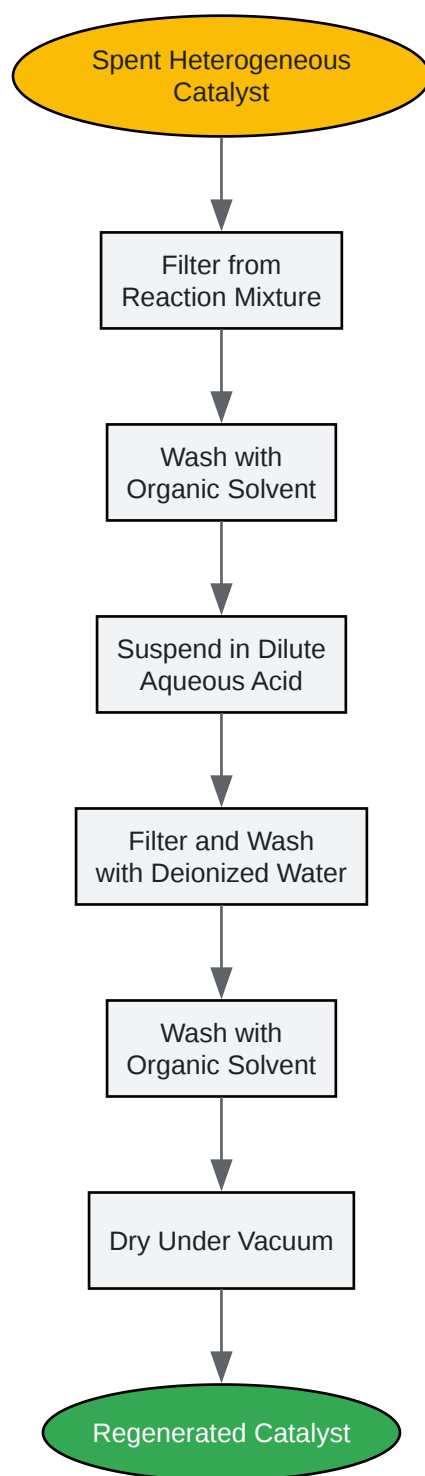 Spent Heterogeneous
Catalyst
Filter from
Reaction Mixture
Wash with
Organic Solvent
Suspend in Dilute
Aqueous Acid
Filter and Wash
with Deionized Water
Wash with
Organic Solvent
Dry Under Vacuum
Regenerated Catalyst